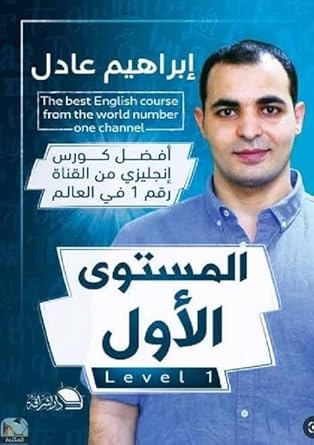 إبراهيم عادل
The best English course
from the world number
one channel
أفضل كورس
إنجليزي من القناة
رقم 1 في العالم
المستوى
الأول
Level 1
المكتبة